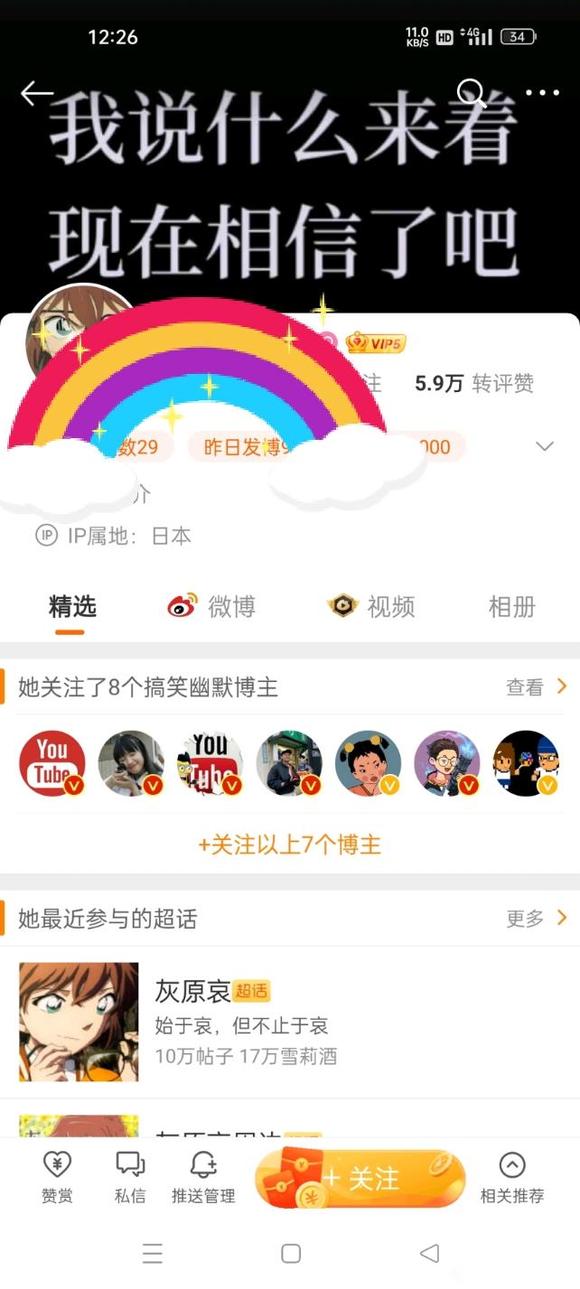 12:26
11.0 KB/S HD 4G 34
我说什么来着
现在相信了吧
VIP5
注 5.9万 转评赞
数29 昨日发博9 000
介
IP IP属地：日本
精选 微博 视频 相册
她关注了8个搞笑幽默博主 查看
You Tube You Tube
+关注以上7个博主
她最近参与的超话 更多
灰原哀 超话
始于哀，但不止于哀
10万帖子 17万雪莉酒
赞赏 私信 推送管理 + 关注 相关推荐